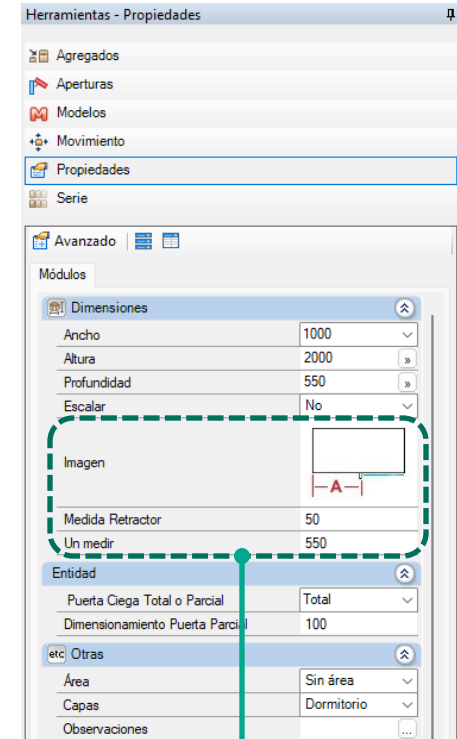 Herramientas - Propiedades
Agregados
Aperturas
Modelos
Movimiento
Propiedades
Serie
Avanzado
Módulos
Dimensiones
Ancho 1000
Altura 2000
Profundidad 550
Escalar No
Imagen
A
Medida Retractor 50
Un medir 550
Entidad
Puerta Ciega Total o Parcial Total
Dimensionamiento Puerta Parcial 100
etc Otras
Área Sin área
Capas Dormitorio
Observaciones ...